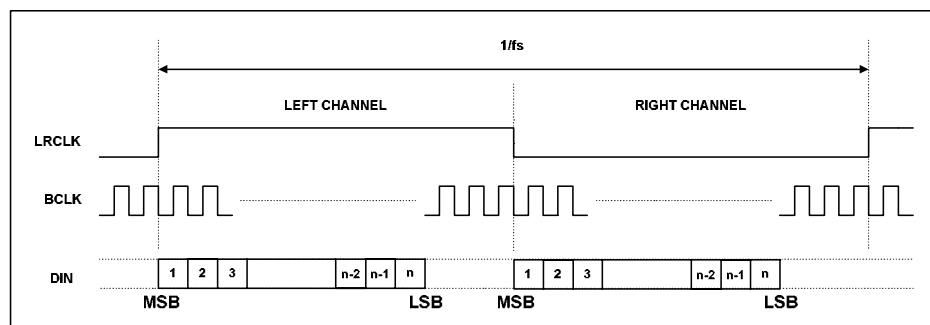 1/fs
LEFT CHANNEL RIGHT CHANNEL
LRCLK
BCLK
DIN 1 2 3 n-2 n-1 n 1 2 3 n-2 n-1 n
MSB LSB MSB LSB